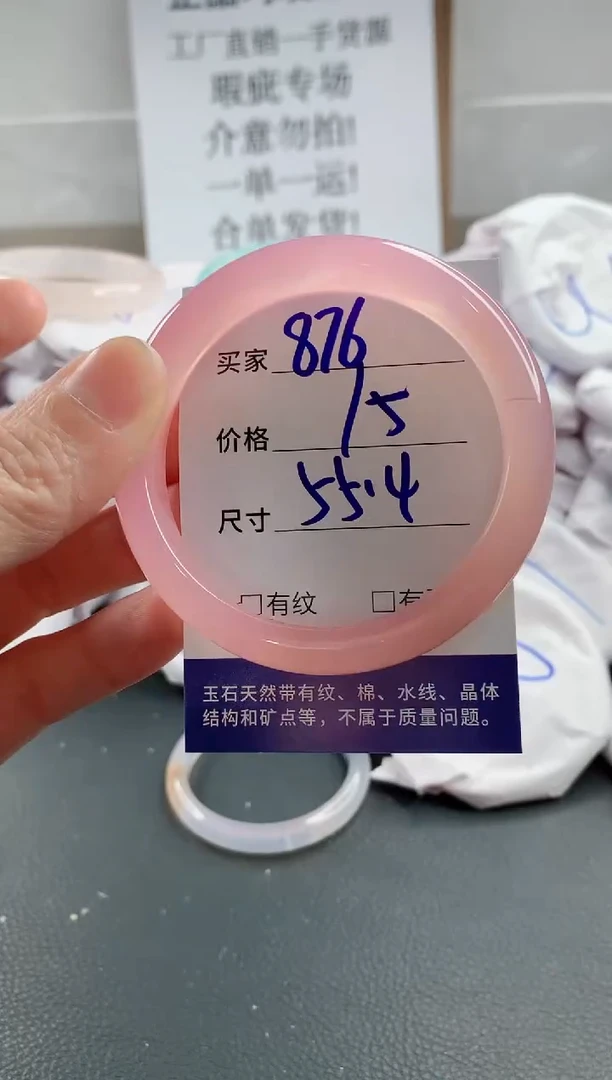 工厂直销一手货源
瑕疵专场
介意勿拍!
一单一运!
合单发货!
买家 876
价格 /5
尺寸 55.4
□有纹 □有
玉石天然带有纹、棉、水线、晶体
结构和矿点等，不属于质量问题。